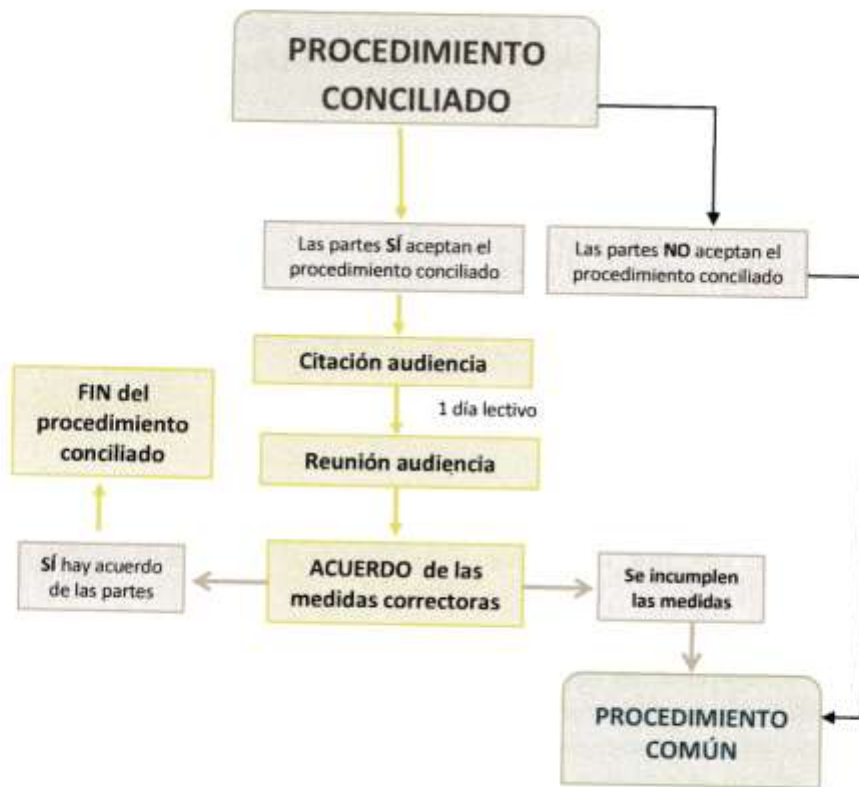 PROCEDIMIENTO
CONCILIADO
Las partes SÍ aceptan el
procedimiento conciliado
Las partes NO aceptan el
procedimiento conciliado
Citación audiencia
1 día lectivo
FIN del
procedimiento
conciliado
Reunión audiencia
SÍ hay acuerdo
de las partes
ACUERDO de las
medidas correctoras
Se incumplen
las medidas
PROCEDIMIENTO
COMÚN